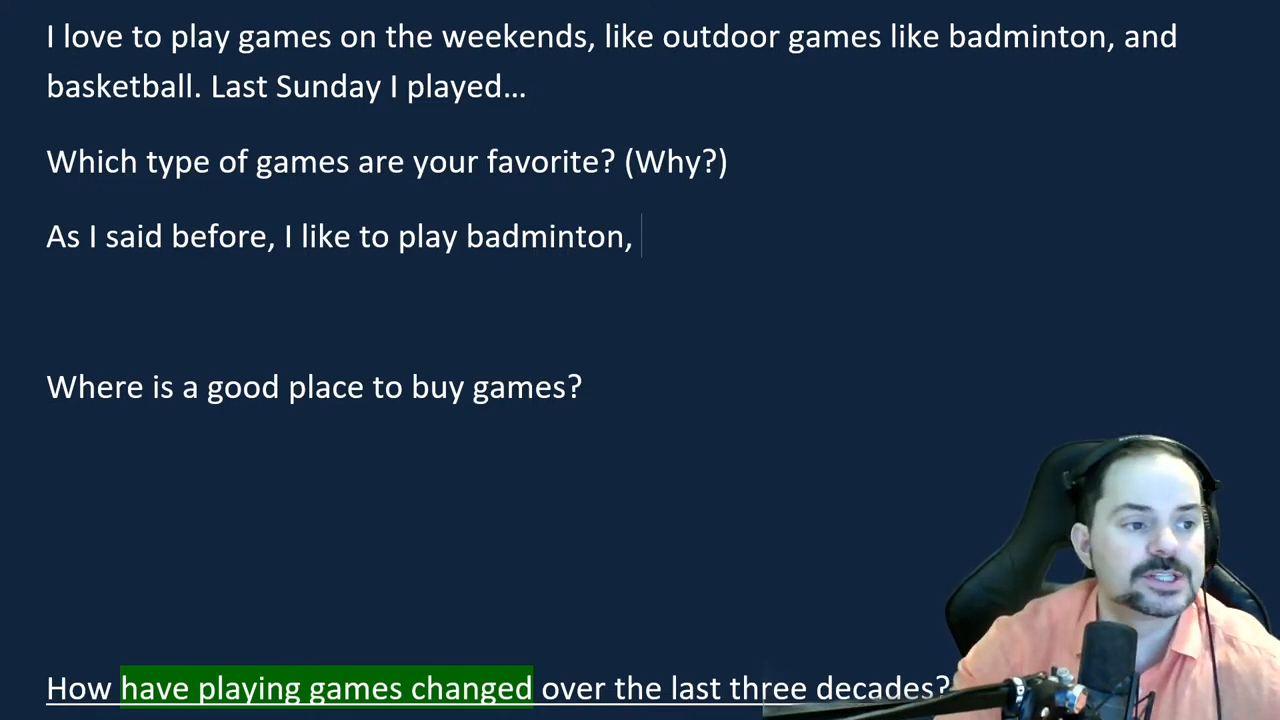 I love to play games on the weekends, like outdoor games like badminton, and
basketball. Last Sunday I played...
Which type of games are your favorite? (Why?)
As I said before, I like to play badminton,
Where is a good place to buy games?
How have playing games changed over the last three decades?